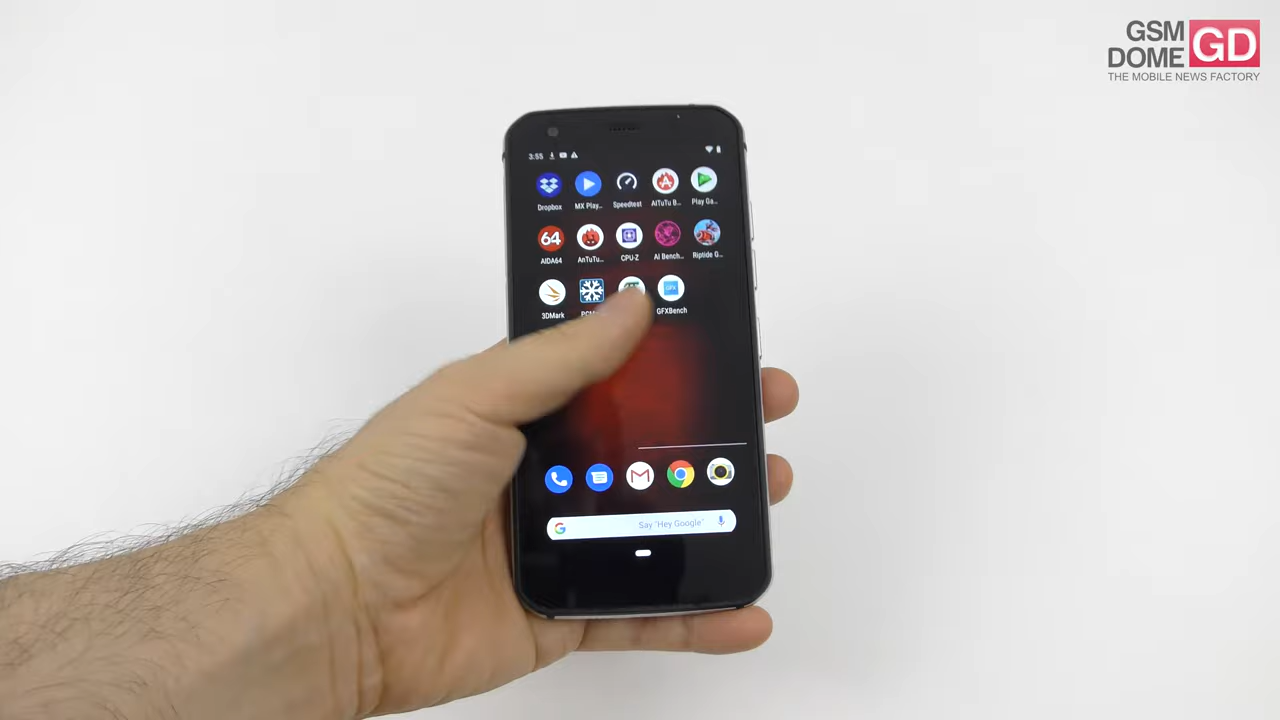 GSM
DOME GD
THE MOBILE NEWS FACTORY
3:55
Dropbox MX Play... Speedtest AITuTu B... Play Ga...
64
AIDA64 AnTuTu... CPU-Z AI Benc... Riptide G...
3DMark GFXBench
Say "Hey Google"